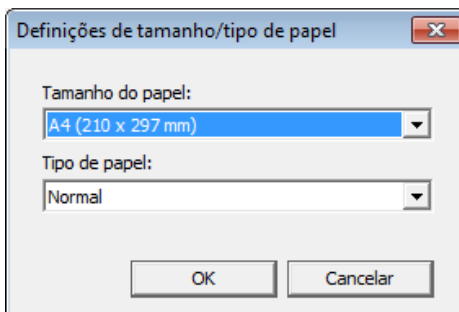 Definições de tamanho/tipo de papel
Tamanho do papel:
A4 (210 x 297 mm)
Tipo de papel:
Normal
OK Cancelar